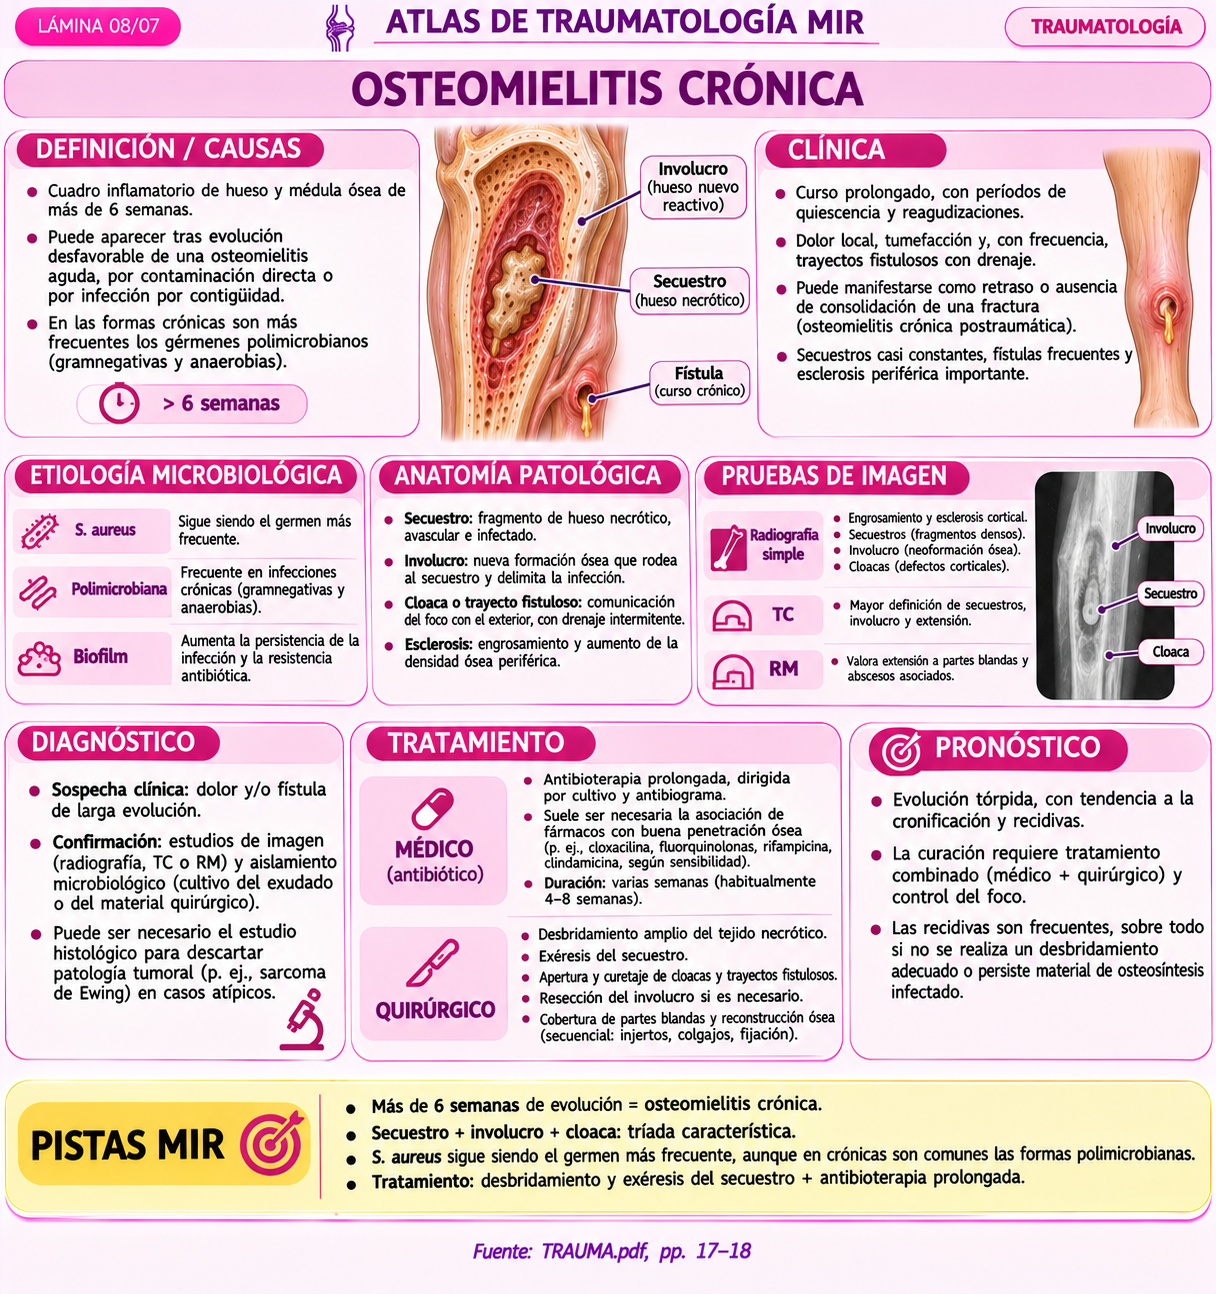 LÁMINA 08/07
ATLAS DE TRAUMATOLOGÍA MIR
TRAUMATOLOGÍA
OSTEOMIELITIS CRÓNICA
DEFINICIÓN / CAUSAS
Cuadro inflamatorio de hueso y médula ósea de
más de 6 semanas.
Puede aparecer tras evolución
desfavorable de una osteomielitis
aguda, por contaminación directa o
por infección por contigüidad.
En las formas crónicas son más
frecuentes los gérmenes polimicrobianos
(gramnegativas y anaerobias).
> 6 semanas
Involucro
(hueso nuevo
reactivo)
Secuestro
(hueso necrótico)
Fístula
(curso crónico)
CLÍNICA
Curso prolongado, con períodos de
quiescencia y reagudizaciones.
Dolor local, tumefacción y, con frecuencia,
trayectos fistulosos con drenaje.
Puede manifestarse como retraso o ausencia
de consolidación de una fractura
(osteomielitis crónica postraumática).
Secuestros casi constantes, fístulas frecuentes y
esclerosis periférica importante.
ETIOLOGÍA MICROBIOLÓGICA
S. aureus
Sigue siendo el germen más
frecuente.
Polimicrobiana
Frecuente en infecciones
crónicas (gramnegativas y
anaerobias).
Biofilm
Aumenta la persistencia de la
infección y la resistencia
antibiótica.
ANATOMÍA PATOLÓGICA
Secuestro: fragmento de hueso necrótico,
avascular e infectado.
Involucro: nueva formación ósea que rodea
al secuestro y delimita la infección.
Cloaca o trayecto fistuloso: comunicación
del foco con el exterior, con drenaje intermitente.
Esclerosis: engrosamiento y aumento de la
densidad ósea periférica.
PRUEBAS DE IMAGEN
Radiografía
simple
Engrosamiento y esclerosis cortical.
Secuestros (fragmentos densos).
Involucro (neoformación ósea).
Cloacas (defectos corticales).
TC
Mayor definición de secuestros,
involucro y extensión.
RM
Valora extensión a partes blandas y
abscesos asociados.
Involucro
Secuestro
Cloaca
DIAGNÓSTICO
Sospecha clínica: dolor y/o fístula
de larga evolución.
Confirmación: estudios de imagen
(radiografía, TC o RM) y aislamiento
microbiológico (cultivo del exudado
o del material quirúrgico).
Puede ser necesario el estudio
histológico para descartar
patología tumoral (p. ej., sarcoma
de Ewing) en casos atípicos.
TRATAMIENTO
MÉDICO
(antibiótico)
Antibioterapia prolongada, dirigida
por cultivo y antibiograma.
Suele ser necesaria la asociación de
fármacos con buena penetración ósea
(p. ej., cloxacilina, fluorquinolonas, rifampicina,
clindamicina, según sensibilidad).
Duración: varias semanas (habitualmente
4–8 semanas).
QUIRÚRGICO
Desbridamiento amplio del tejido necrótico.
Exéresis del secuestro.
Apertura y curetaje de cloacas y trayectos fistulosos.
Resección del involucro si es necesario.
Cobertura de partes blandas y reconstrucción ósea
(secuencial: injertos, colgajos, fijación).
PRONÓSTICO
Evolución tórpida, con tendencia a la
cronificación y recidivas.
La curación requiere tratamiento
combinado (médico + quirúrgico) y
control del foco.
Las recidivas son frecuentes, sobre todo
si no se realiza un desbridamiento
adecuado o persiste material de osteosíntesis
infectado.
PISTAS MIR
Más de 6 semanas de evolución = osteomielitis crónica.
Secuestro + involucro + cloaca: tríada característica.
S. aureus sigue siendo el germen más frecuente, aunque en crónicas son comunes las formas polimicrobianas.
Tratamiento: desbridamiento y exéresis del secuestro + antibioterapia prolongada.
Fuente: TRAUMA.pdf, pp. 17–18